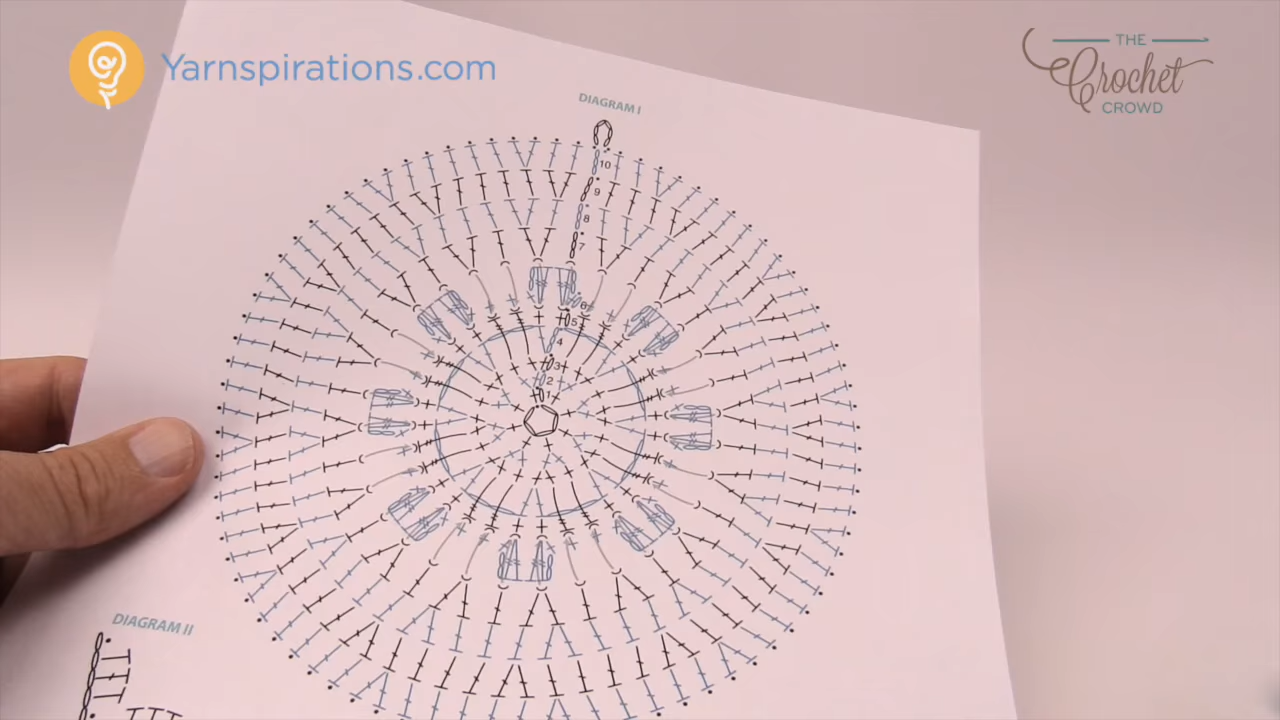 Yarnspirations.com
THE
Crochet
CROWD
DIAGRAM I
10
9
8
7
6
5
4
3
2
1
DIAGRAM II